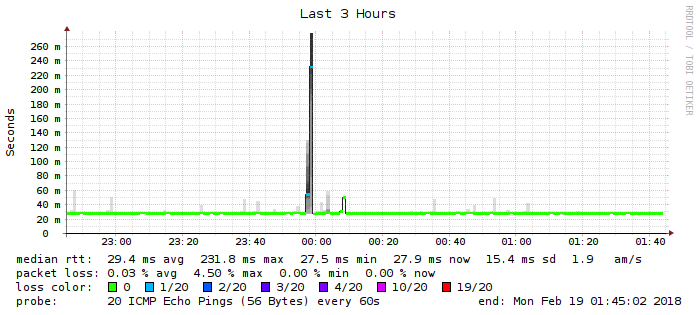 Last 3 Hours
RRDTOOL / TOBI OETIKER
Seconds
260 m
240 m
220 m
200 m
180 m
160 m
140 m
120 m
100 m
80 m
60 m
40 m
20 m
0
23:00 23:20 23:40 00:00 00:20 00:40 01:00 01:20 01:40
median rtt: 29.4 ms avg 231.8 ms max 27.5 ms min 27.9 ms now 15.4 ms sd 1.9 am/s
packet loss: 0.03 % avg 4.50 % max 0.00 % min 0.00 % now
loss color: 0 1/20 2/20 3/20 4/20 10/20 19/20
probe: 20 ICMP Echo Pings (56 Bytes) every 60s end: Mon Feb 19 01:45:02 2018